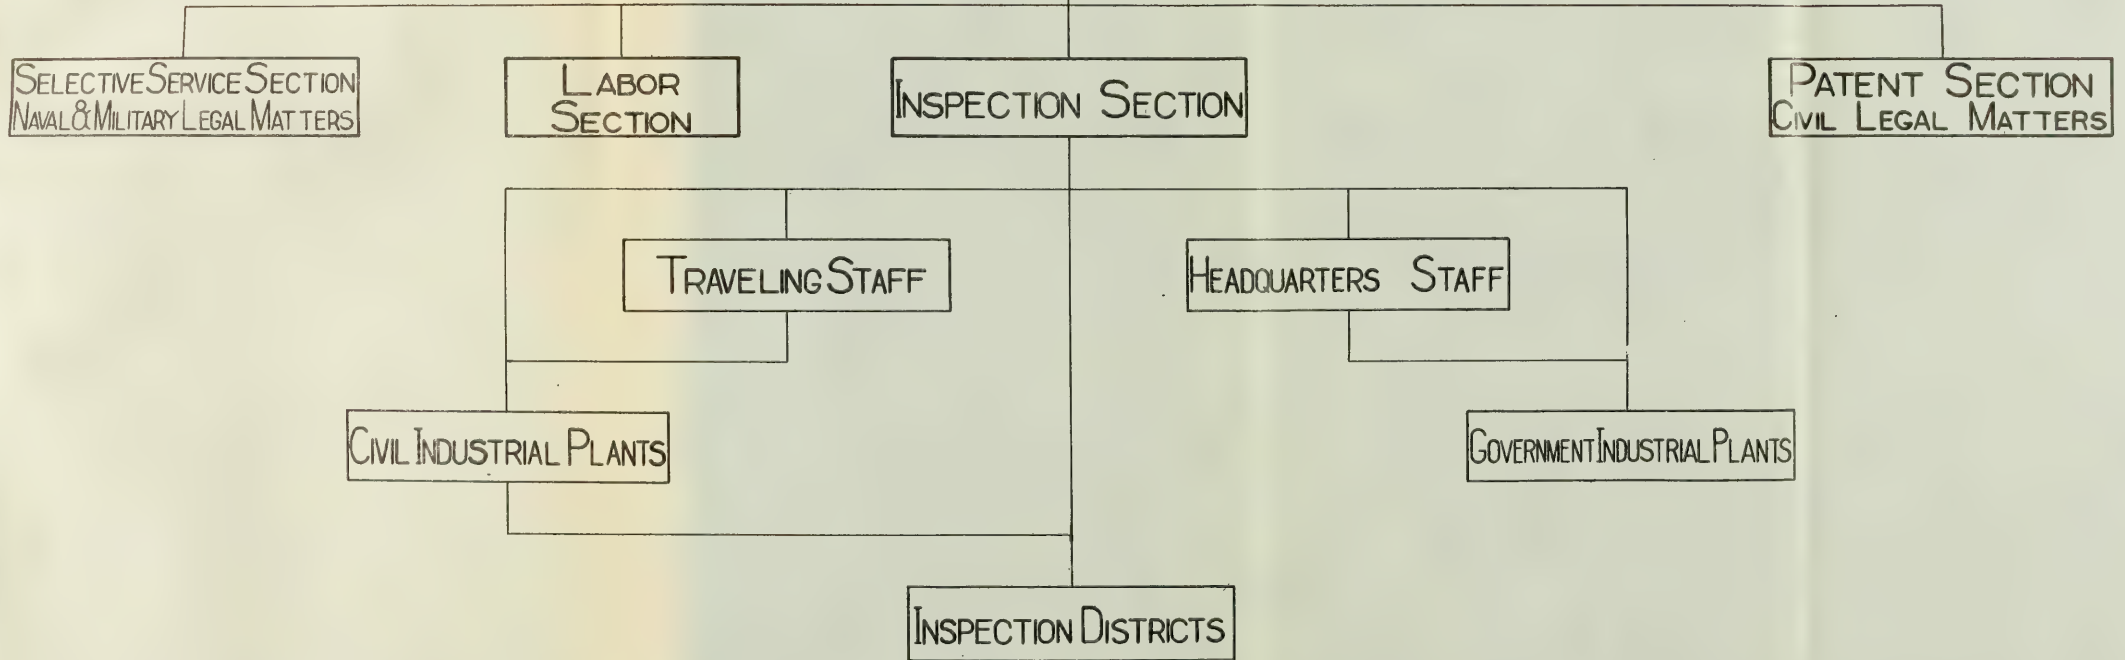 SELECTIVE SERVICE SECTION
NAVAL & MILITARY LEGAL MATTERS
LABOR
SECTION
INSPECTION SECTION
PATENT SECTION
CIVIL LEGAL MATTERS
TRAVELING STAFF
HEADQUARTERS STAFF
CIVIL INDUSTRIAL PLANTS
GOVERNMENT INDUSTRIAL PLANTS
INSPECTION DISTRICTS